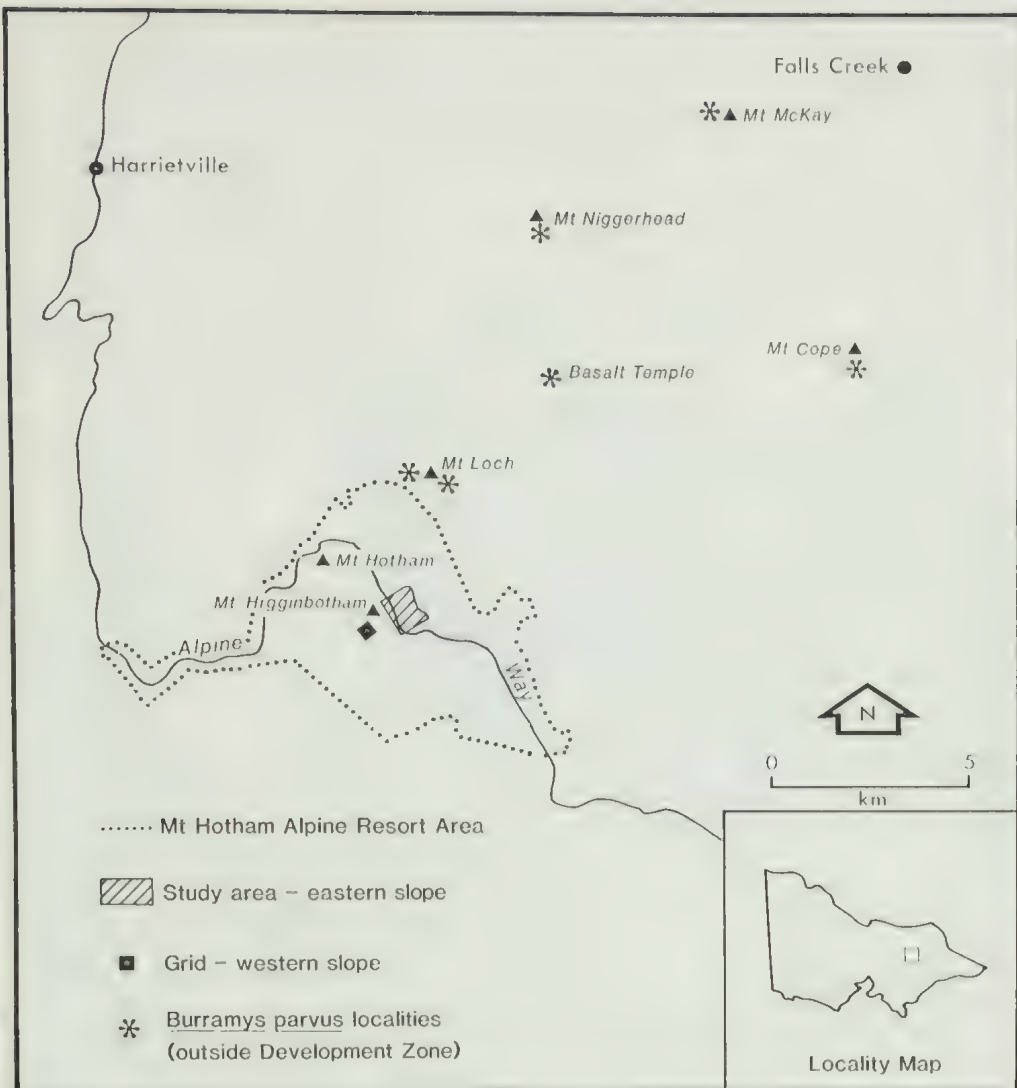 Falls Creek
Mt McKay
Harrietville
Mt Niggerhead
Mt Cope
Basalt Temple
Mt Loch
Mt Hotham
Mt Higginbotham
Alpine
Way
N
0 5
km
Mt Hotham Alpine Resort Area
Study area - eastern slope
Grid - western slope
Burramys parvus localities
(outside Development Zone)
Locality Map